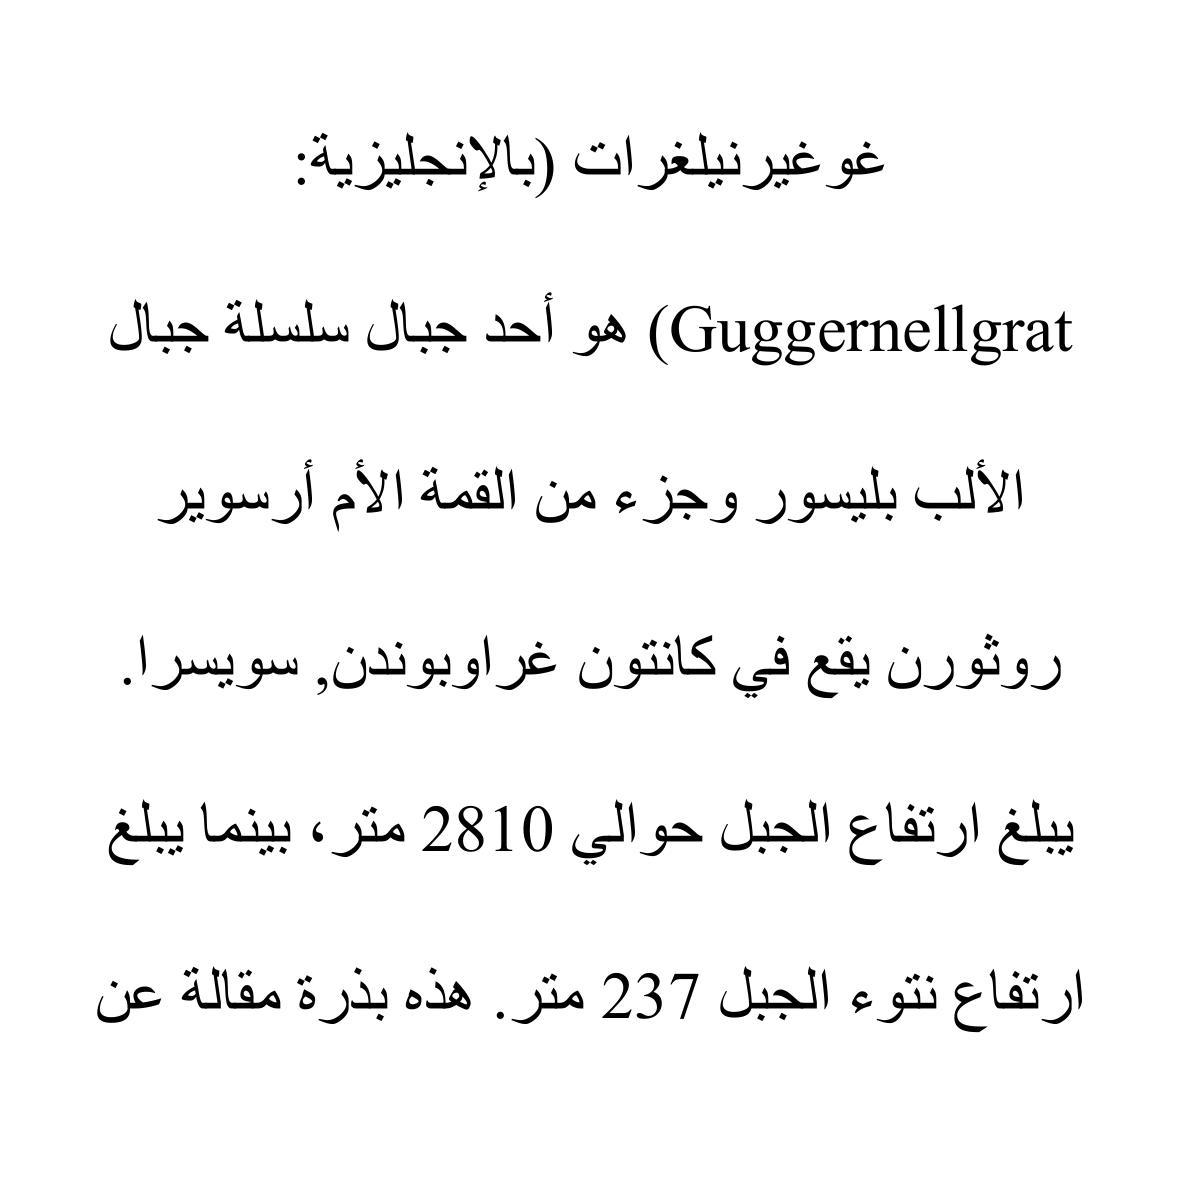 غوغيرنيلغرات (بالإنجليزية:
Guggernellgrat) هو أحد جبال سلسلة جبال
الألب بليسور وجزء من القمة الأم أرسوير
روثورن يقع في كانتون غراوبوندن, سويسرا.
يبلغ ارتفاع الجبل حوالي 2810 متر، بينما يبلغ
ارتفاع نتوء الجبل 237 متر. هذه بذرة مقالة عن